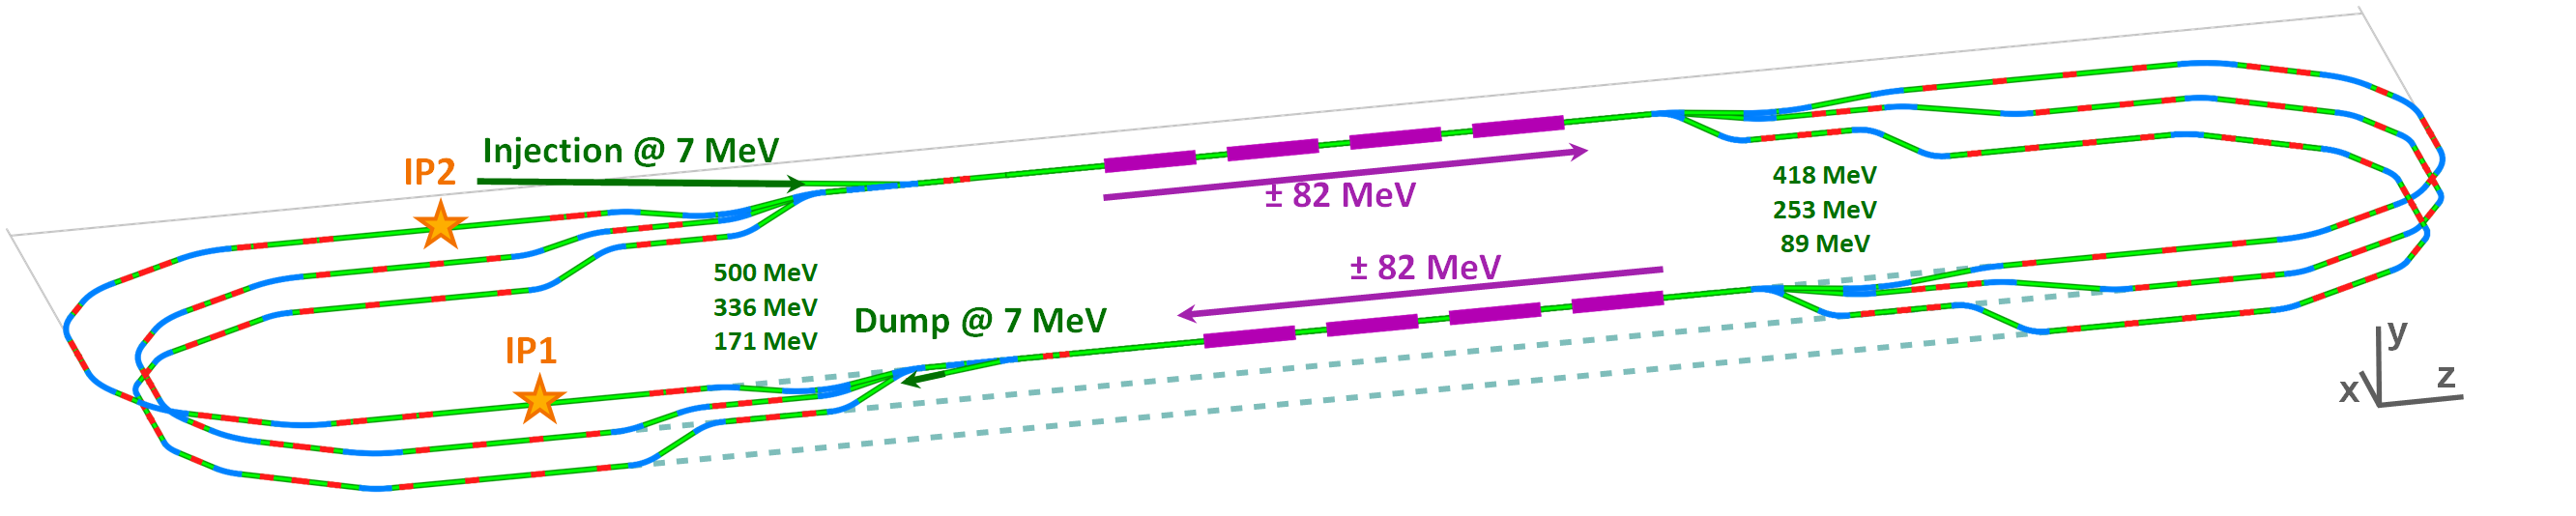 Injection @ 7 MeV
IP2
± 82 MeV
418 MeV
253 MeV
89 MeV
500 MeV
336 MeV
171 MeV
± 82 MeV
Dump @ 7 MeV
IP1
y
x
z